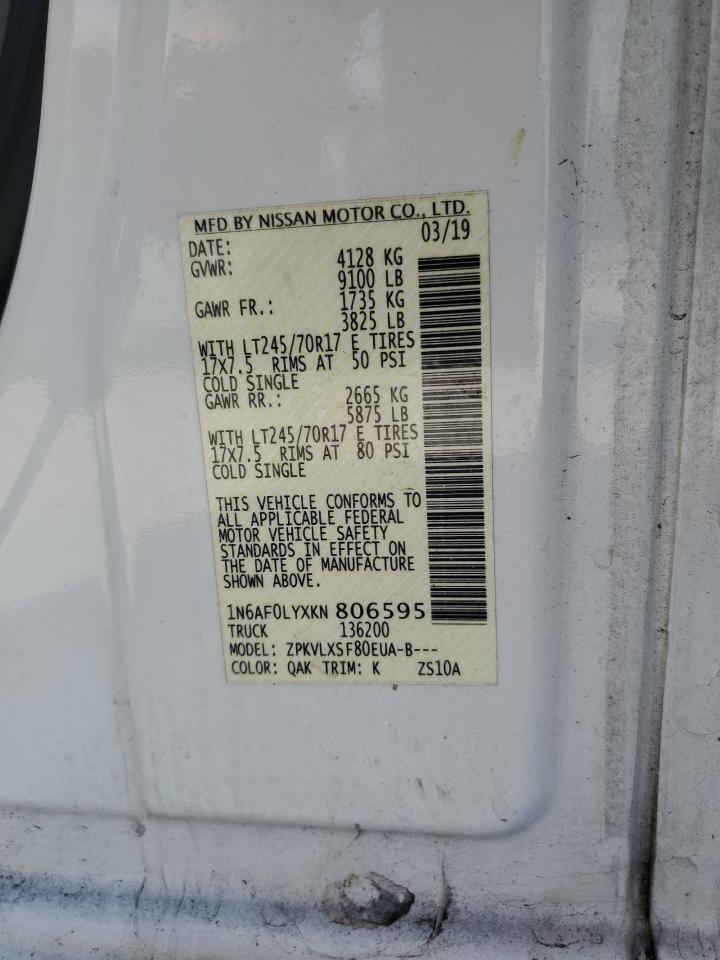 MFD BY NISSAN MOTOR CO., LTD.
DATE: 03/19
GVWR: 4128 KG
9100 LB
GAWR FR.: 1735 KG
3825 LB
WITH LT245/70R17 E TIRES
17X7.5 RIMS AT 50 PSI
COLD SINGLE
GAWR RR.: 2665 KG
5875 LB
WITH LT245/70R17 E TIRES
17X7.5 RIMS AT 80 PSI
COLD SINGLE
THIS VEHICLE CONFORMS TO
ALL APPLICABLE FEDERAL
MOTOR VEHICLE SAFETY
STANDARDS IN EFFECT ON
THE DATE OF MANUFACTURE
SHOWN ABOVE.
1N6AF0LYXKN 806595
TRUCK 136200
MODEL: ZPKVLXSF80EUA-B---
COLOR: QAK TRIM: K ZS10A